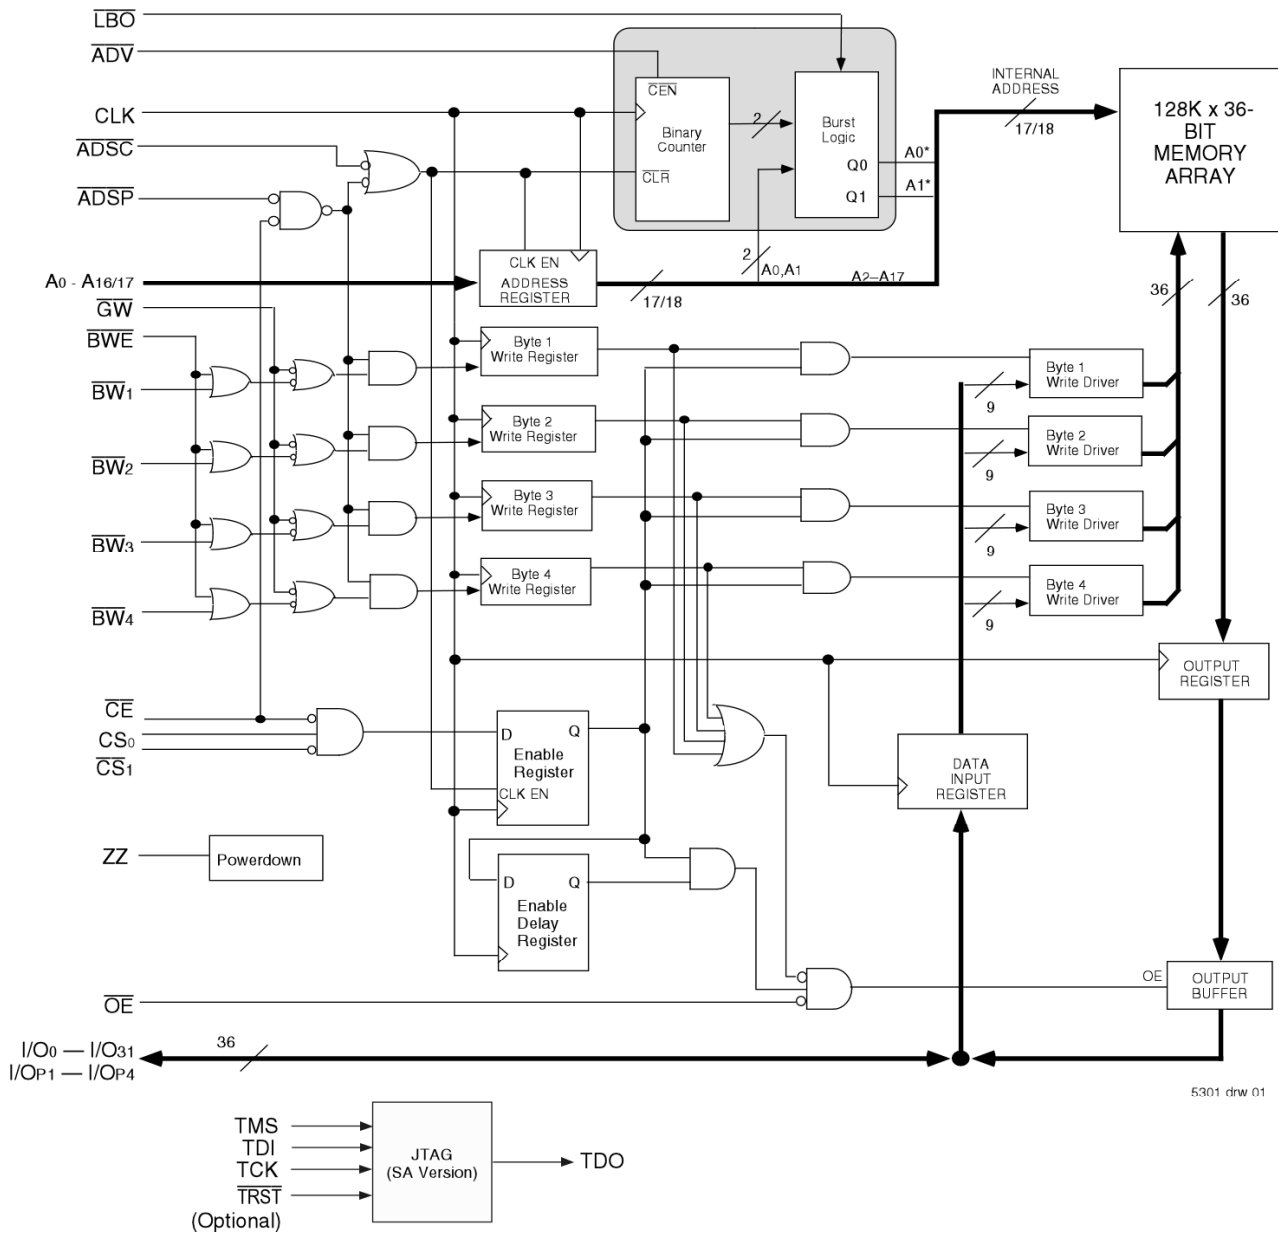 LBO
ADV
CLK
ADSC
ADSP
A0 - A16/17
GW
BWE
BW1
BW2
BW3
BW4
CE
CS0
CS1
ZZ
OE
I/O0 — I/O31
I/OP1 — I/OP4
36
CEN
Binary
Counter
CLR
2
Burst
Logic
Q0
Q1
A0*
A1*
INTERNAL
ADDRESS
17/18
128K x 36-
BIT
MEMORY
ARRAY
CLK EN
ADDRESS
REGISTER
17/18
2
A0,A1
A2–A17
36
36
Byte 1
Write Register
Byte 2
Write Register
Byte 3
Write Register
Byte 4
Write Register
Byte 1
Write Driver
9
Byte 2
Write Driver
9
Byte 3
Write Driver
9
Byte 4
Write Driver
9
OUTPUT
REGISTER
D Q
Enable
Register
CLK EN
DATA
INPUT
REGISTER
Powerdown
D Q
Enable
Delay
Register
OE
OUTPUT
BUFFER
5301 drw 01
TMS
TDI
TCK
TRST
(Optional)
JTAG
(SA Version)
TDO